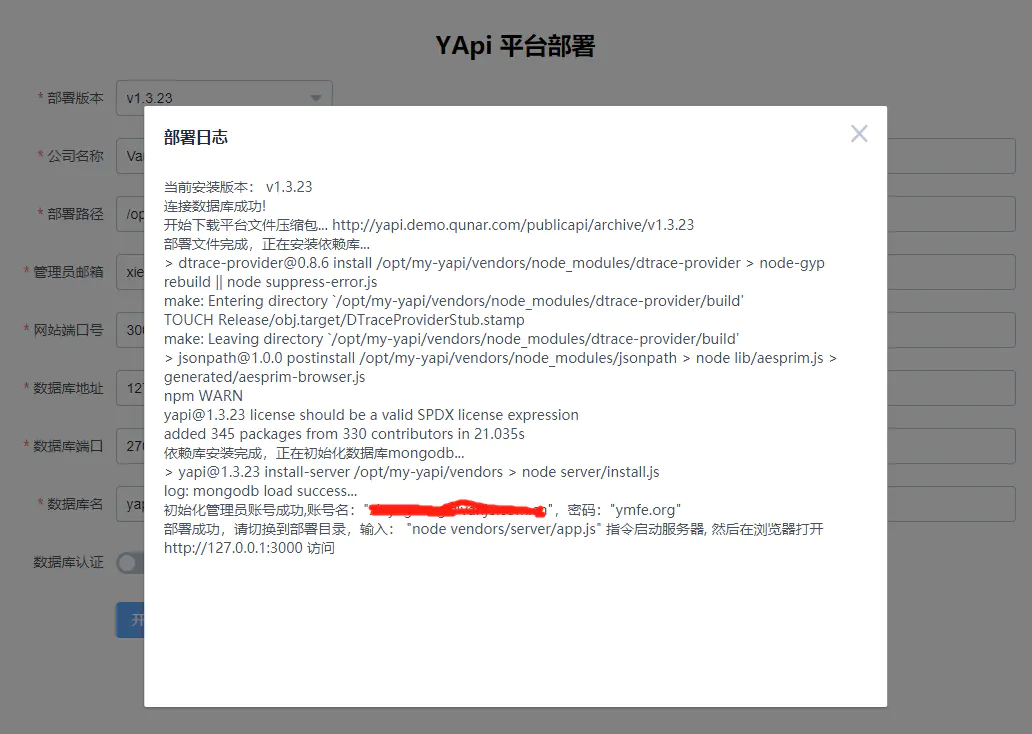 YApi 平台部署
* 部署版本 v1.3.23
* 公司名称
* 部署路径 /op
* 管理员邮箱 xie
* 网站端口号 300
* 数据库地址 127
* 数据库端口 270
* 数据库名 yap
数据库认证
开
部署日志
当前安装版本： v1.3.23
连接数据库成功!
开始下载平台文件压缩包... http://yapi.demo.qunar.com/publicapi/archive/v1.3.23
部署文件完成，正在安装依赖库...
> dtrace-provider@0.8.6 install /opt/my-yapi/vendors/node_modules/dtrace-provider > node-gyp
rebuild || node suppress-error.js
make: Entering directory `/opt/my-yapi/vendors/node_modules/dtrace-provider/build'
TOUCH Release/obj.target/DTraceProviderStub.stamp
make: Leaving directory `/opt/my-yapi/vendors/node_modules/dtrace-provider/build'
> jsonpath@1.0.0 postinstall /opt/my-yapi/vendors/node_modules/jsonpath > node lib/aesprim.js >
generated/aesprim-browser.js
npm WARN
yapi@1.3.23 license should be a valid SPDX license expression
added 345 packages from 330 contributors in 21.035s
依赖库安装完成，正在初始化数据库mongodb...
> yapi@1.3.23 install-server /opt/my-yapi/vendors > node server/install.js
log: mongodb load success...
初始化管理员账号成功,账号名："", 密码："ymfe.org"
部署成功，请切换到部署目录，输入： "node vendors/server/app.js" 指令启动服务器, 然后在浏览器打开
http://127.0.0.1:3000 访问